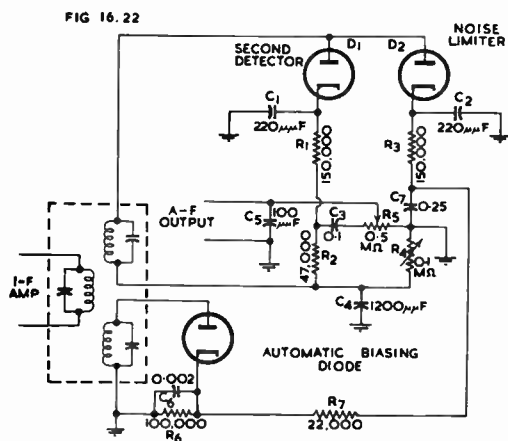 FIG 16.22
NOISE
LIMITER
SECOND
DETECTOR
D1
D2
C1
220μμF
C2
220μμF
R1
150,000
R3
150,000
A-F
OUTPUT
C5
100
μμF
C3
0.1
R5
0.5
MΩ
C7
0.25
R2
47,000
R4
0.1
MΩ
C4
1200μμF
I-F
AMP
AUTOMATIC BIASING
DIODE
0.002
C6
100,000
R6
R7
22,000